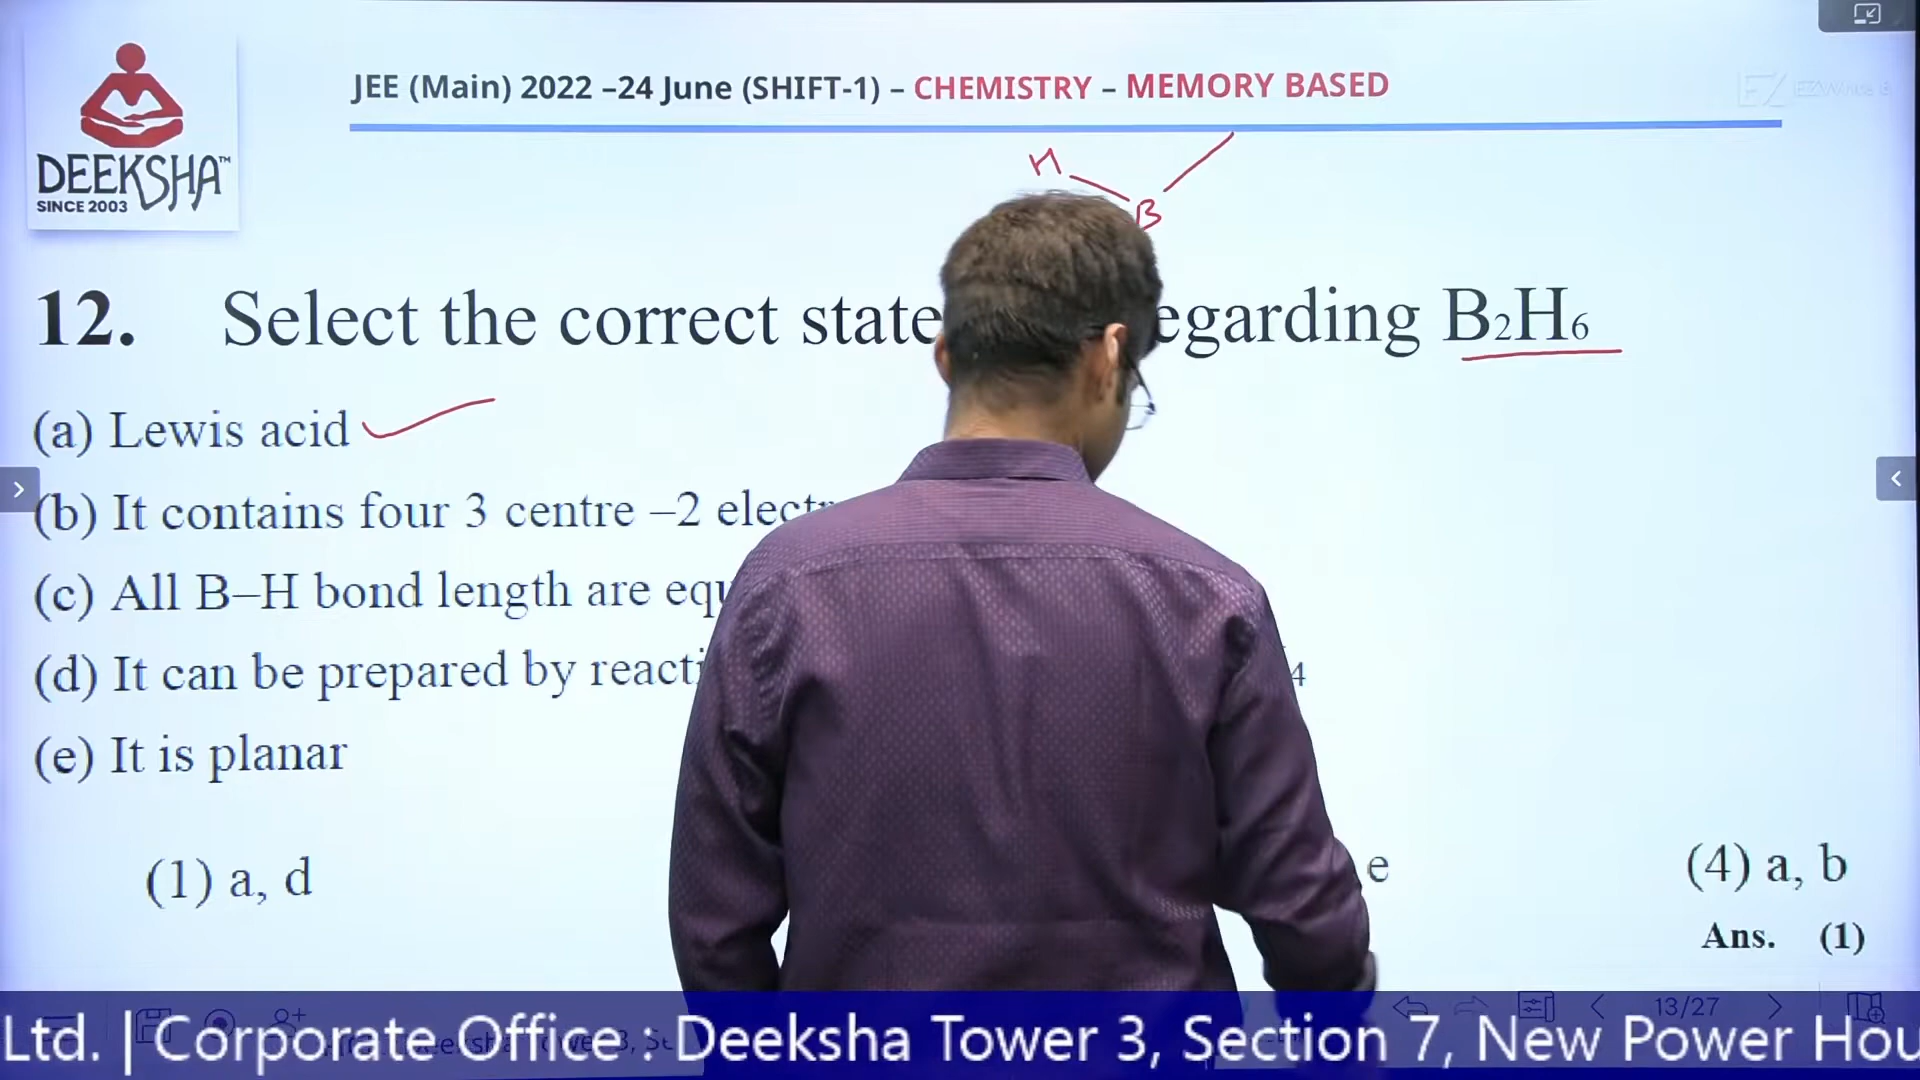 DEEKSHA™
SINCE 2003
JEE (Main) 2022 –24 June (SHIFT-1) – CHEMISTRY – MEMORY BASED
H
B
12. Select the correct state egarding B₂H₆
(a) Lewis acid
(b) It contains four 3 centre –2 elect
(c) All B–H bond length are equ
(d) It can be prepared by reacti 4
(e) It is planar
(1) a, d e (4) a, b
Ans. (1)
13/27
Ltd. | Corporate Office : Deeksha Tower 3, Section 7, New Power Hou